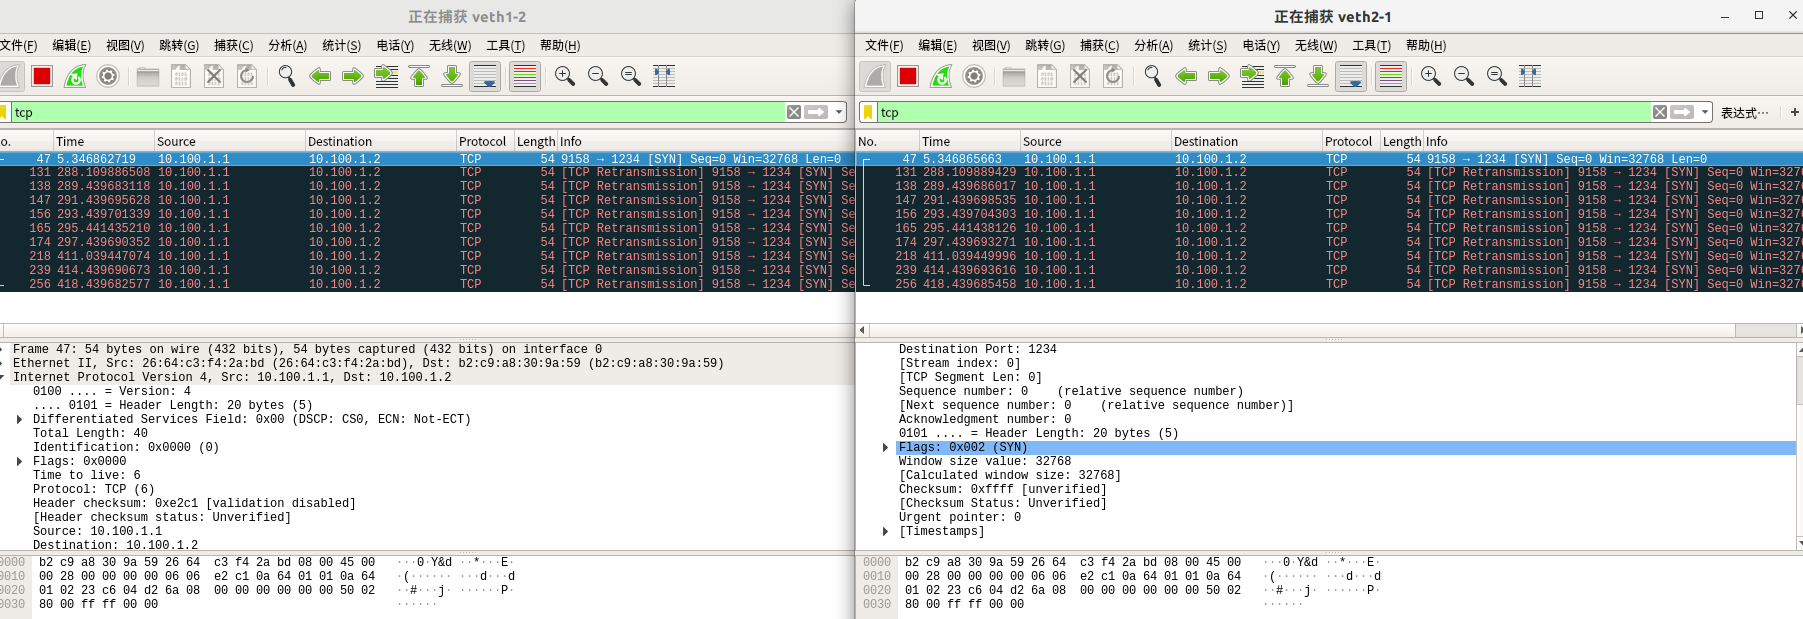 正在捕获 veth1-2
文件(F) 编辑(E) 视图(V) 跳转(G) 捕获(C) 分析(A) 统计(S) 电话(Y) 无线(W) 工具(T) 帮助(H)
tcp
o. Time Source Destination Protocol Length Info
47 5.346862719 10.100.1.1 10.100.1.2 TCP 54 9158 → 1234 [SYN] Seq=0 Win=32768 Len=0
131 288.109886508 10.100.1.1 10.100.1.2 TCP 54 [TCP Retransmission] 9158 → 1234 [SYN] Se
138 289.439683118 10.100.1.1 10.100.1.2 TCP 54 [TCP Retransmission] 9158 → 1234 [SYN] Se
147 291.439695628 10.100.1.1 10.100.1.2 TCP 54 [TCP Retransmission] 9158 → 1234 [SYN] Se
156 293.439701339 10.100.1.1 10.100.1.2 TCP 54 [TCP Retransmission] 9158 → 1234 [SYN] Se
165 295.441435210 10.100.1.1 10.100.1.2 TCP 54 [TCP Retransmission] 9158 → 1234 [SYN] Se
174 297.439690352 10.100.1.1 10.100.1.2 TCP 54 [TCP Retransmission] 9158 → 1234 [SYN] Se
218 411.039447074 10.100.1.1 10.100.1.2 TCP 54 [TCP Retransmission] 9158 → 1234 [SYN] Se
239 414.439690673 10.100.1.1 10.100.1.2 TCP 54 [TCP Retransmission] 9158 → 1234 [SYN] Se
256 418.439682577 10.100.1.1 10.100.1.2 TCP 54 [TCP Retransmission] 9158 → 1234 [SYN] Se
Frame 47: 54 bytes on wire (432 bits), 54 bytes captured (432 bits) on interface 0
Ethernet II, Src: 26:64:c3:f4:2a:bd (26:64:c3:f4:2a:bd), Dst: b2:c9:a8:30:9a:59 (b2:c9:a8:30:9a:59)
Internet Protocol Version 4, Src: 10.100.1.1, Dst: 10.100.1.2
0100 .... = Version: 4
.... 0101 = Header Length: 20 bytes (5)
Differentiated Services Field: 0x00 (DSCP: CS0, ECN: Not-ECT)
Total Length: 40
Identification: 0x0000 (0)
Flags: 0x0000
Time to live: 6
Protocol: TCP (6)
Header checksum: 0xe2c1 [validation disabled]
[Header checksum status: Unverified]
Source: 10.100.1.1
Destination: 10.100.1.2
0000 b2 c9 a8 30 9a 59 26 64 c3 f4 2a bd 08 00 45 00 ···0·Y&d ··*···E·
0010 00 28 00 00 00 00 06 06 e2 c1 0a 64 01 01 0a 64 ·(······ ···d···d
0020 01 02 23 c6 04 d2 6a 08 00 00 00 00 00 00 50 02 ··#···j· ······P·
0030 80 00 ff ff 00 00 ······
正在捕获 veth2-1
文件(F) 编辑(E) 视图(V) 跳转(G) 捕获(C) 分析(A) 统计(S) 电话(Y) 无线(W) 工具(T) 帮助(H)
tcp 表达式… +
No. Time Source Destination Protocol Length Info
47 5.346865663 10.100.1.1 10.100.1.2 TCP 54 9158 → 1234 [SYN] Seq=0 Win=32768 Len=0
131 288.109889429 10.100.1.1 10.100.1.2 TCP 54 [TCP Retransmission] 9158 → 1234 [SYN] Seq=0 Win=3276
138 289.439686017 10.100.1.1 10.100.1.2 TCP 54 [TCP Retransmission] 9158 → 1234 [SYN] Seq=0 Win=3276
147 291.439698535 10.100.1.1 10.100.1.2 TCP 54 [TCP Retransmission] 9158 → 1234 [SYN] Seq=0 Win=3276
156 293.439704303 10.100.1.1 10.100.1.2 TCP 54 [TCP Retransmission] 9158 → 1234 [SYN] Seq=0 Win=3276
165 295.441438126 10.100.1.1 10.100.1.2 TCP 54 [TCP Retransmission] 9158 → 1234 [SYN] Seq=0 Win=3276
174 297.439693271 10.100.1.1 10.100.1.2 TCP 54 [TCP Retransmission] 9158 → 1234 [SYN] Seq=0 Win=3276
218 411.039449996 10.100.1.1 10.100.1.2 TCP 54 [TCP Retransmission] 9158 → 1234 [SYN] Seq=0 Win=3276
239 414.439693616 10.100.1.1 10.100.1.2 TCP 54 [TCP Retransmission] 9158 → 1234 [SYN] Seq=0 Win=3276
256 418.439685458 10.100.1.1 10.100.1.2 TCP 54 [TCP Retransmission] 9158 → 1234 [SYN] Seq=0 Win=3276
Destination Port: 1234
[Stream index: 0]
[TCP Segment Len: 0]
Sequence number: 0 (relative sequence number)
[Next sequence number: 0 (relative sequence number)]
Acknowledgment number: 0
0101 .... = Header Length: 20 bytes (5)
Flags: 0x002 (SYN)
Window size value: 32768
[Calculated window size: 32768]
Checksum: 0xffff [unverified]
[Checksum Status: Unverified]
Urgent pointer: 0
[Timestamps]
0000 b2 c9 a8 30 9a 59 26 64 c3 f4 2a bd 08 00 45 00 ···0·Y&d ··*···E·
0010 00 28 00 00 00 00 06 06 e2 c1 0a 64 01 01 0a 64 ·(······ ···d···d
0020 01 02 23 c6 04 d2 6a 08 00 00 00 00 00 00 50 02 ··#···j· ······P·
0030 80 00 ff ff 00 00 ······